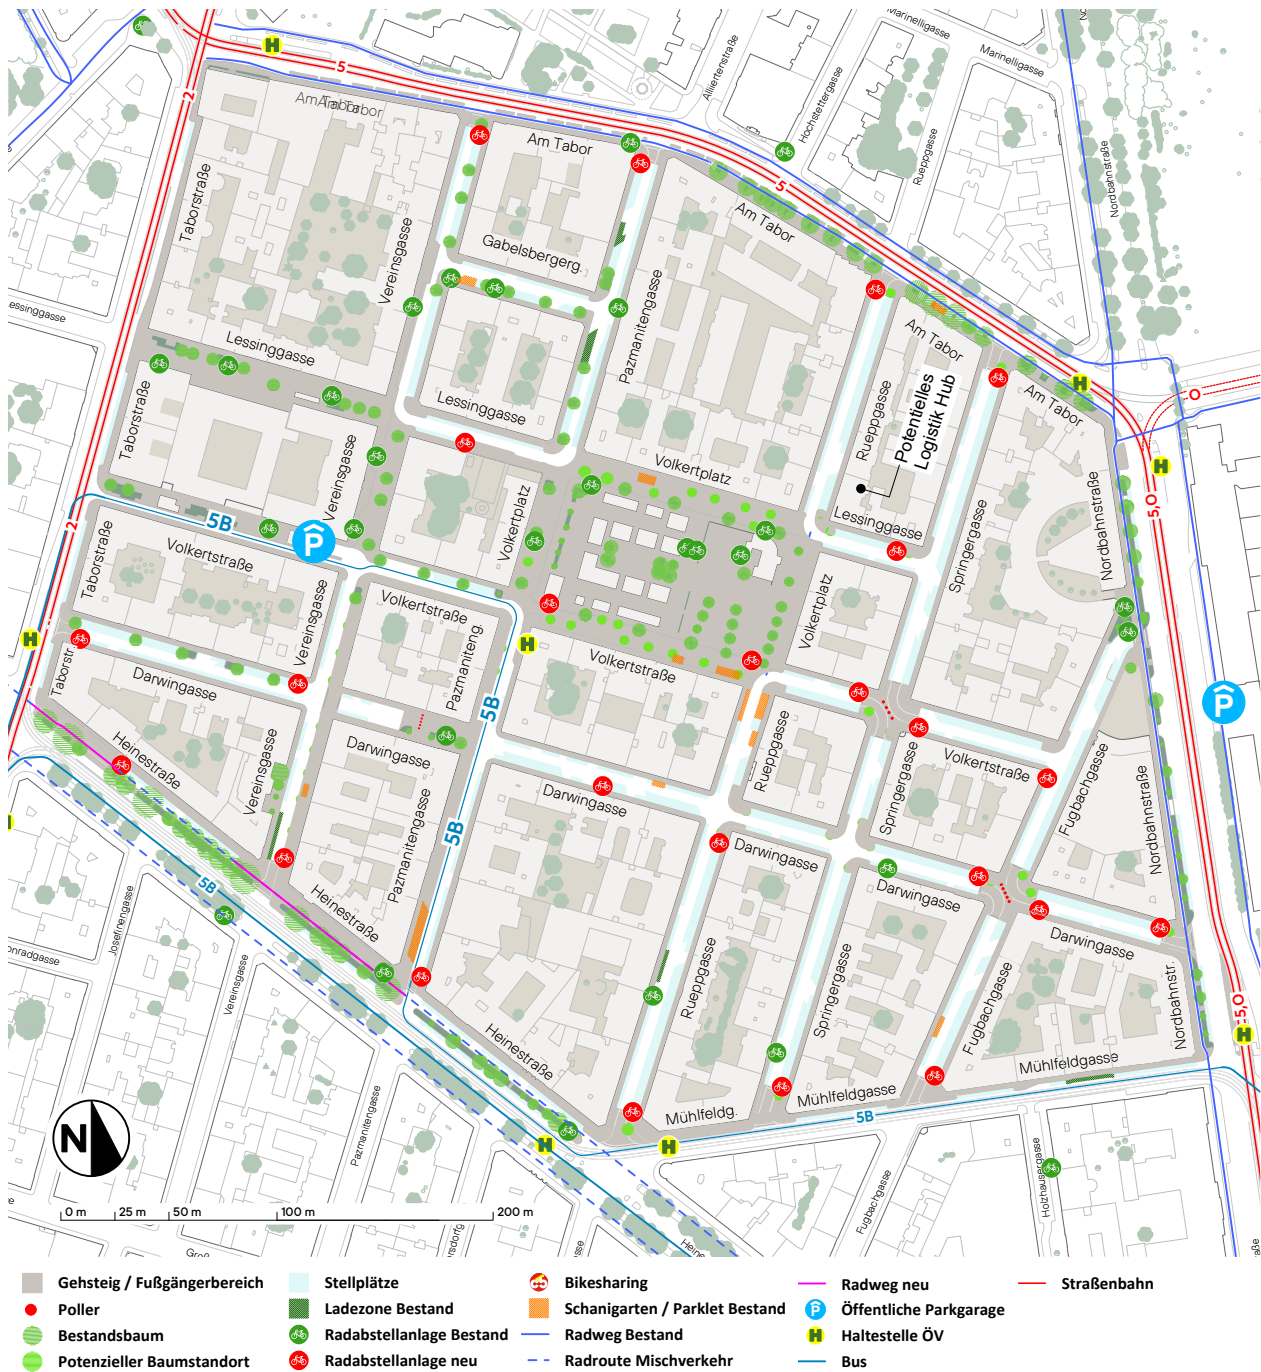 Marinelligasse
Marinelligasse
Alliiertenstraße
Hochstettergasse
Rueppgasse
Nordbahnstraße
H
5
2
Am Tabor
Am Tabor
Am Tabor
5
Am Tabor
Taborstraße
Vereinsgasse
Gabelsbergerg.
Pazmanitengasse
Lessinggasse
Am Tabor
Am Tabor
H
O
Taborstraße
Lessinggasse
Rueppgasse
Potentielles
Logistik Hub
Vereinsgasse
Volkertplatz
Volkertplatz
Lessinggasse
Springergasse
Nordbahnstraße
H
5,O
2
5B
P
Volkertstraße
Taborstraße
Vereinsgasse
Volkertstraße
Pazmaniteng.
H
H
Volkertplatz
Volkertstraße
Taborstr.
Darwingasse
5B
Darwingasse
Vereinsgasse
Heinestraße
Rueppgasse
Springergasse
Volkertstraße
Fugbachgasse
Nordbahnstraße
P
Darwingasse
Pazmanitengasse
5B
Darwingasse
Darwingasse
Darwingasse
5B
Heinestraße
Josefinengasse
Vereinsgasse
Rueppgasse
Springergasse
Fugbachgasse
Nordbahnstr.
5,O
H
Heinestraße
Mühlfeldg.
Mühlfeldgasse
Mühlfeldgasse
5B
H
H
Pazmanitengasse
Fugbachgasse
Holzhausergasse
N
0 m 25 m 50 m 100 m 200 m
Gehsteig / Fußgängerbereich
Poller
Bestandsbaum
Potenzieller Baumstandort
Stellplätze
Ladezone Bestand
Radabstellanlage Bestand
Radabstellanlage neu
Bikesharing
Schanigarten / Parklet Bestand
Radweg Bestand
Radroute Mischverkehr
Radweg neu
P Öffentliche Parkgarage
H Haltestelle ÖV
Bus
Straßenbahn